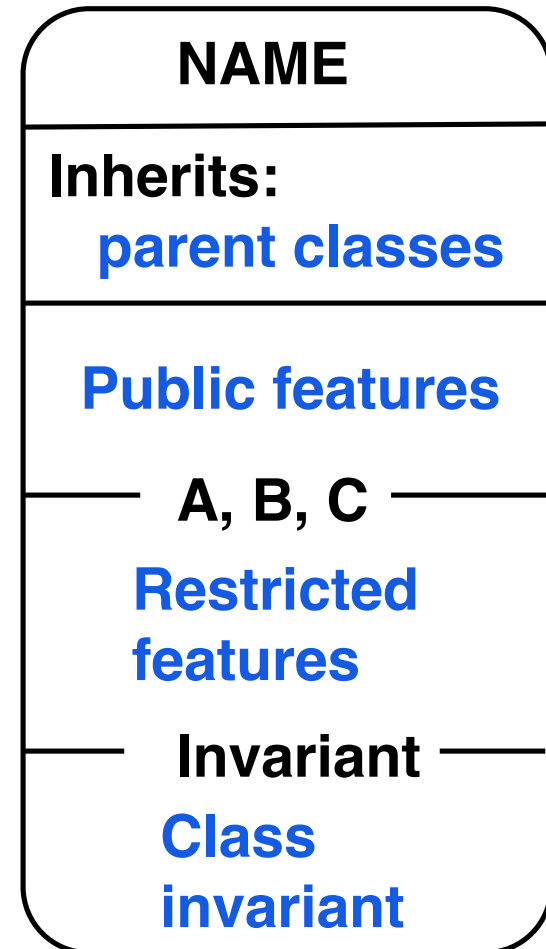 NAME
Inherits:
parent classes
Public features
A, B, C
Restricted
features
Invariant
Class
invariant